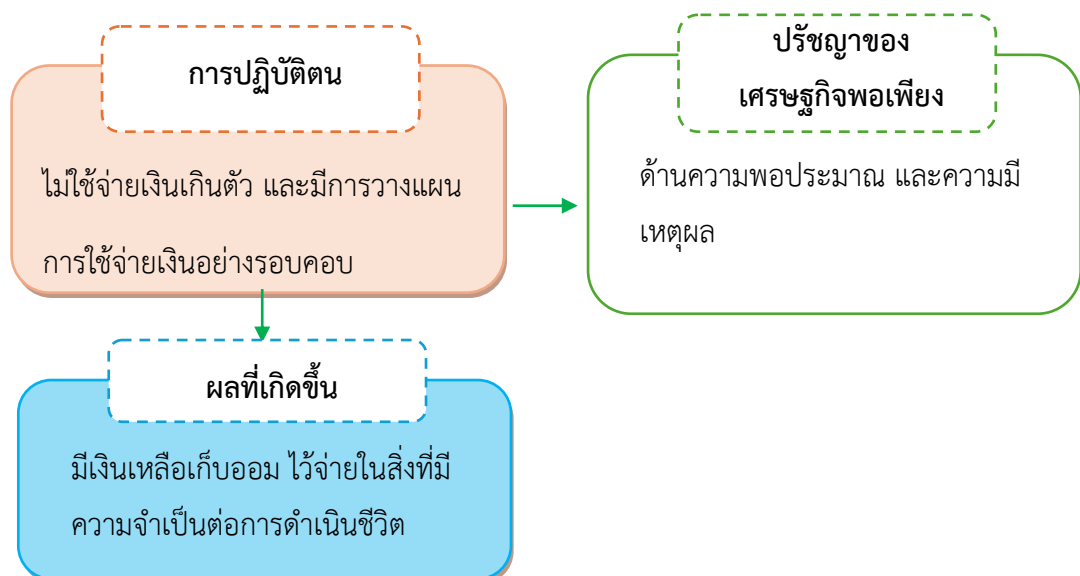 การปฏิบัติตน
ไม่ใช้จ่ายเงินเกินตัว และมีการวางแผน
การใช้จ่ายเงินอย่างรอบคอบ
ปรัชญาของ
เศรษฐกิจพอเพียง
ด้านความพอประมาณ และความมี
เหตุผล
ผลที่เกิดขึ้น
มีเงินเหลือเก็บออม ไว้จ่ายในสิ่งที่มี
ความจำเป็นต่อการดำเนินชีวิต